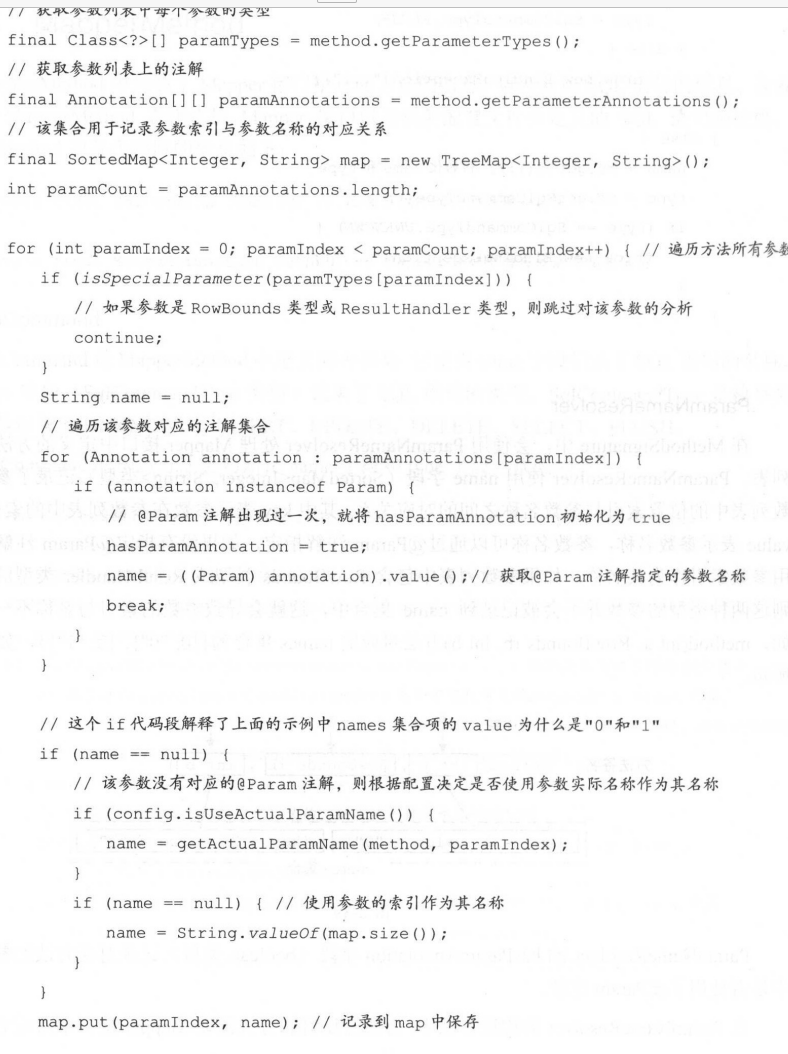 // 获取参数列表中每个参数的类型
final Class<?>[] paramTypes = method.getParameterTypes();
// 获取参数列表上的注解
final Annotation[][] paramAnnotations = method.getParameterAnnotations();
// 该集合用于记录参数索引与参数名称的对应关系
final SortedMap<Integer, String> map = new TreeMap<Integer, String>();
int paramCount = paramAnnotations.length;
for (int paramIndex = 0; paramIndex < paramCount; paramIndex++) { // 遍历方法所有参数
if (isSpecialParameter(paramTypes[paramIndex])) {
// 如果参数是 RowBounds 类型或 ResultHandler 类型，则跳过对该参数的分析
continue;
}
String name = null;
// 遍历该参数对应的注解集合
for (Annotation annotation : paramAnnotations[paramIndex]) {
if (annotation instanceof Param) {
// @Param 注解出现过一次，就将 hasParamAnnotation 初始化为 true
hasParamAnnotation = true;
name = ((Param) annotation).value();// 获取@Param 注解指定的参数名称
break;
}
}
// 这个 if 代码段解释了上面的示例中 names 集合项的 value 为什么是"0"和"1"
if (name == null) {
// 该参数没有对应的@Param 注解，则根据配置决定是否使用参数实际名称作为其名称
if (config.isUseActualParamName()) {
name = getActualParamName(method, paramIndex);
}
if (name == null) { // 使用参数的索引作为其名称
name = String.valueOf(map.size());
}
}
map.put(paramIndex, name); // 记录到 map 中保存